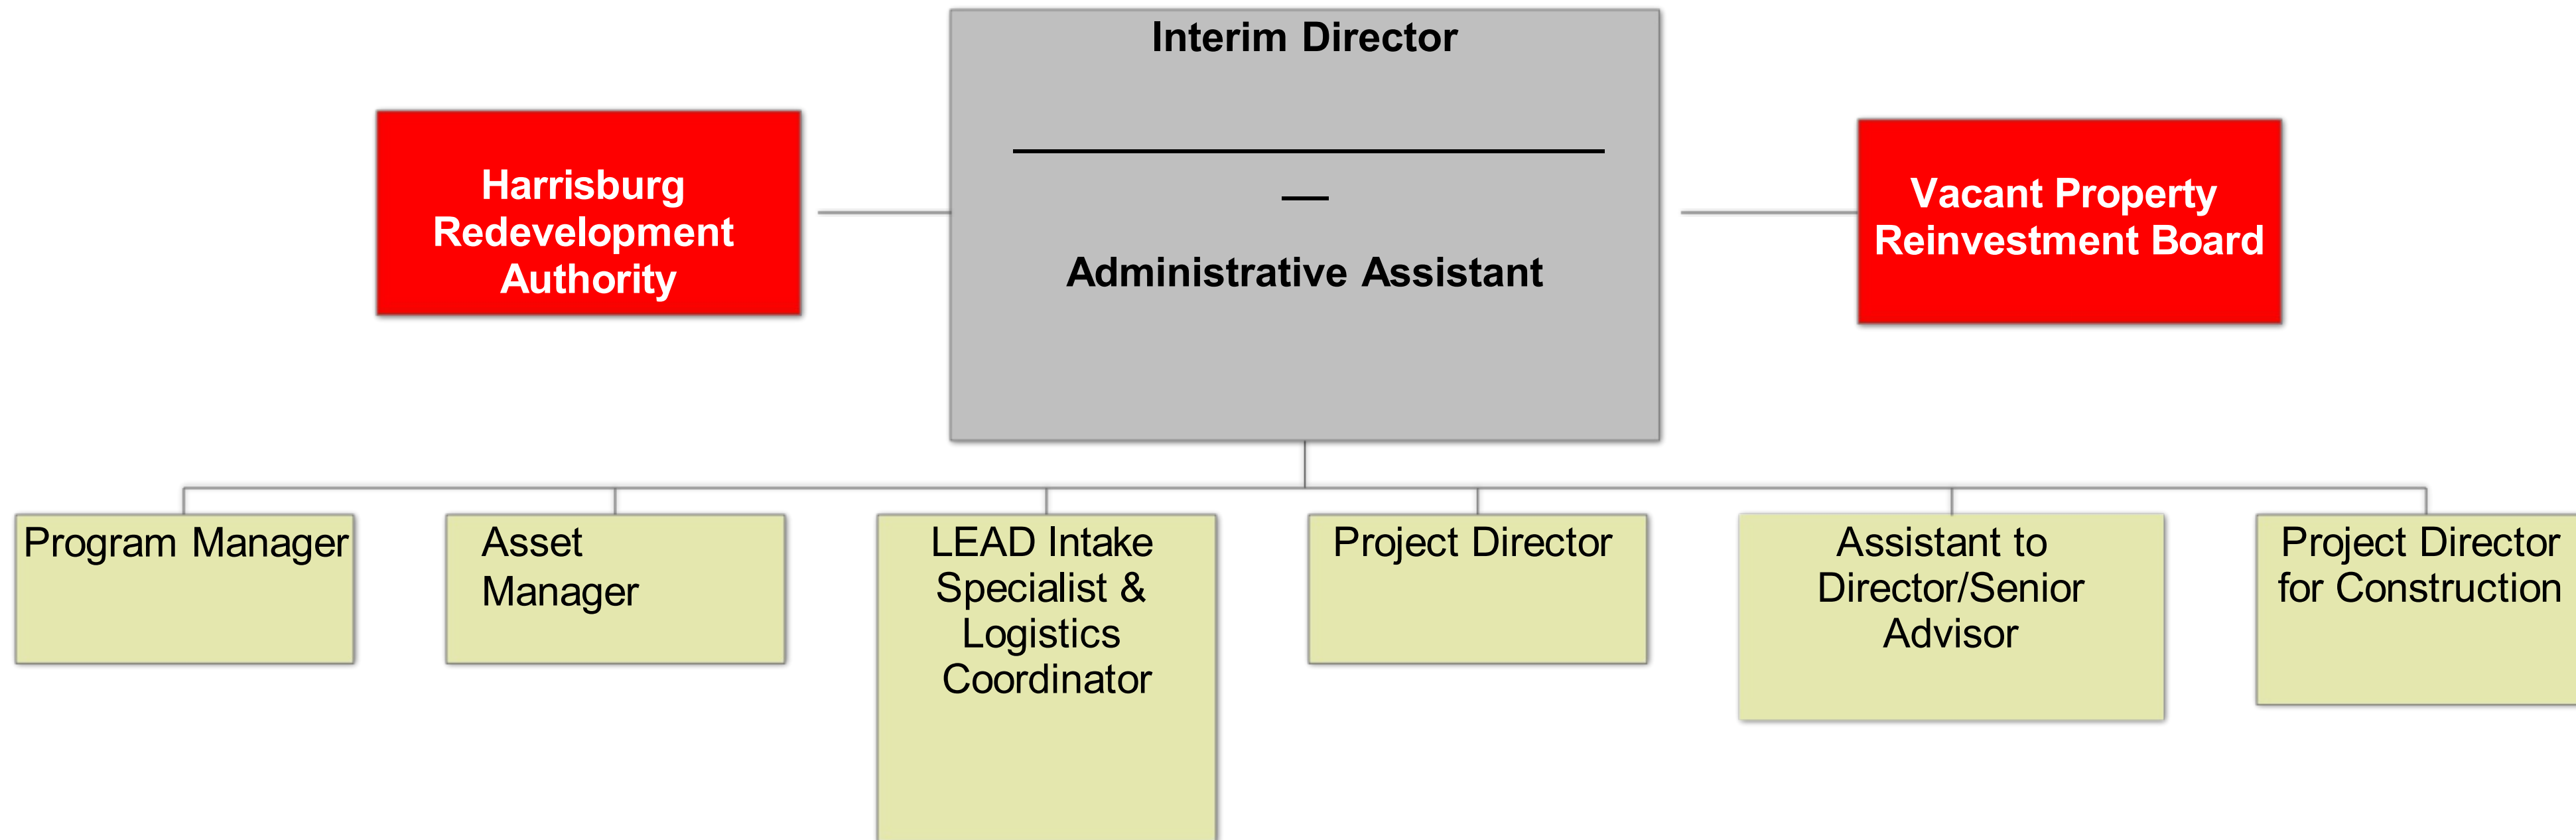 Interim Director
Harrisburg
Redevelopment
Authority
Administrative Assistant
Vacant Property
Reinvestment Board
Program Manager
Asset
Manager
LEAD Intake
Specialist &
Logistics
Coordinator
Project Director
Assistant to
Director/Senior
Advisor
Project Director
for Construction